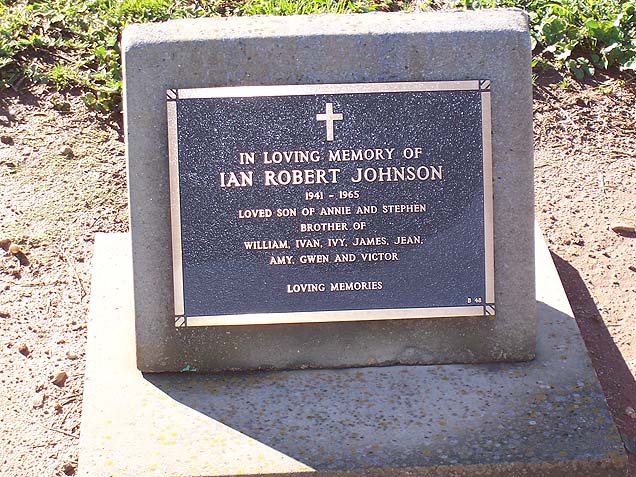 IN LOVING MEMORY OF
IAN ROBERT JOHNSON
1941 - 1965
LOVED SON OF ANNIE AND STEPHEN
BROTHER OF
WILLIAM, IVAN, IVY, JAMES, JEAN,
AMY, GWEN AND VICTOR
LOVING MEMORIES
B 48